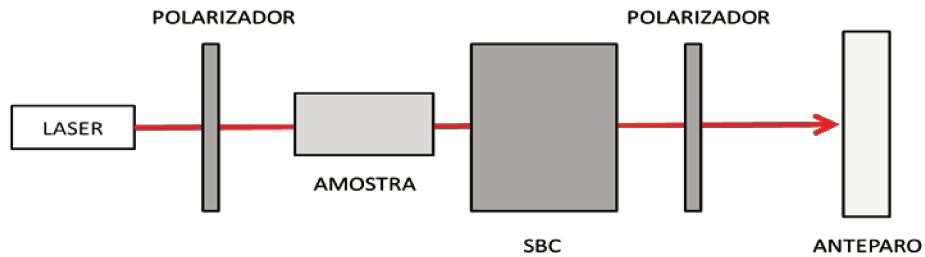 POLARIZADOR
POLARIZADOR
LASER
AMOSTRA
SBC
ANTEPARO